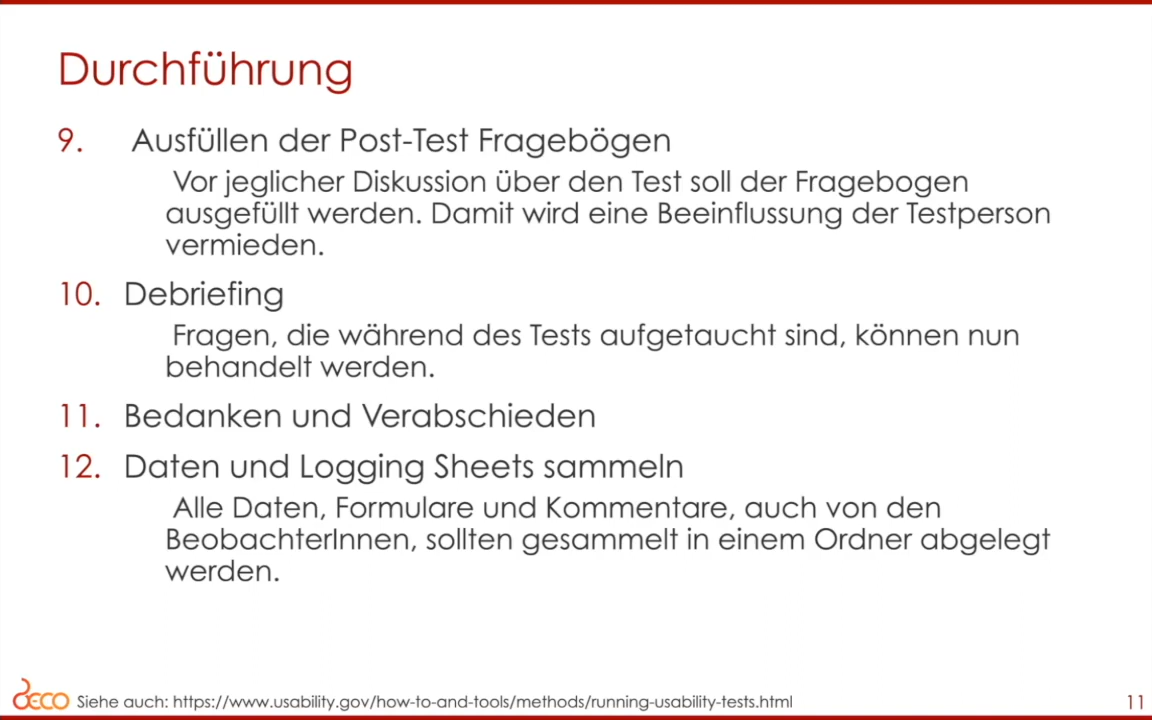 Durchführung
9. Ausfüllen der Post-Test Fragebögen
Vor jeglicher Diskussion über den Test soll der Fragebogen
ausgefüllt werden. Damit wird eine Beeinflussung der Testperson
vermieden.
10. Debriefing
Fragen, die während des Tests aufgetaucht sind, können nun
behandelt werden.
11. Bedanken und Verabschieden
12. Daten und Logging Sheets sammeln
Alle Daten, Formulare und Kommentare, auch von den
BeobachterInnen, sollten gesammelt in einem Ordner abgelegt
werden.
DECO Siehe auch: https://www.usability.gov/how-to-and-tools/methods/running-usability-tests.html 11